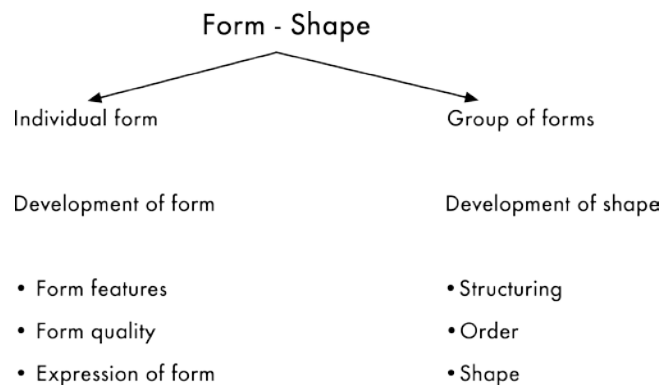 Form - Shape
Individual form
Group of forms
Development of form
Development of shape
• Form features
• Form quality
• Expression of form
• Structuring
• Order
• Shape